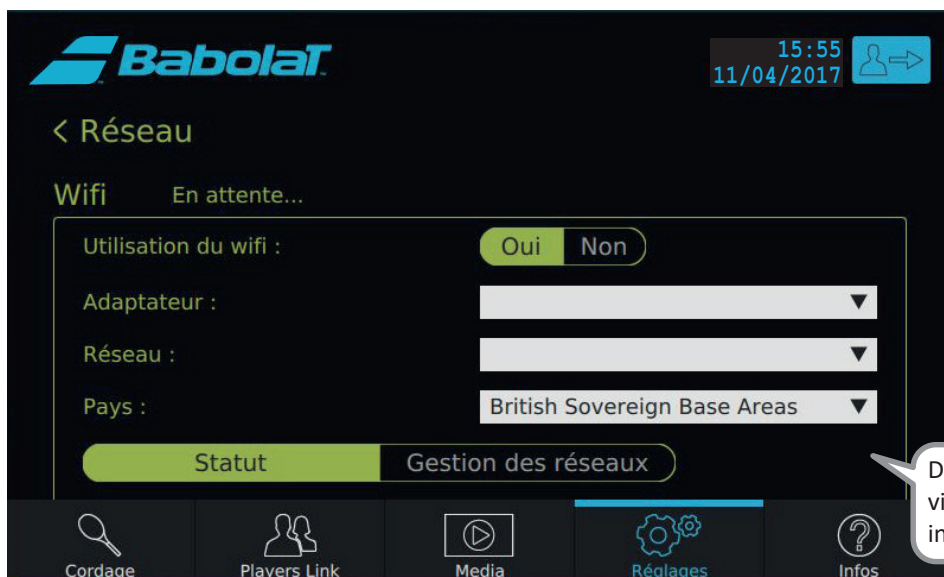 BabolaT
15:55
11/04/2017
< Réseau
Wifi En attente...
Utilisation du wifi : Oui Non
Adaptateur :
Réseau :
Pays : British Sovereign Base Areas
Statut Gestion des réseaux
Cordage Players Link Media Réglages Infos